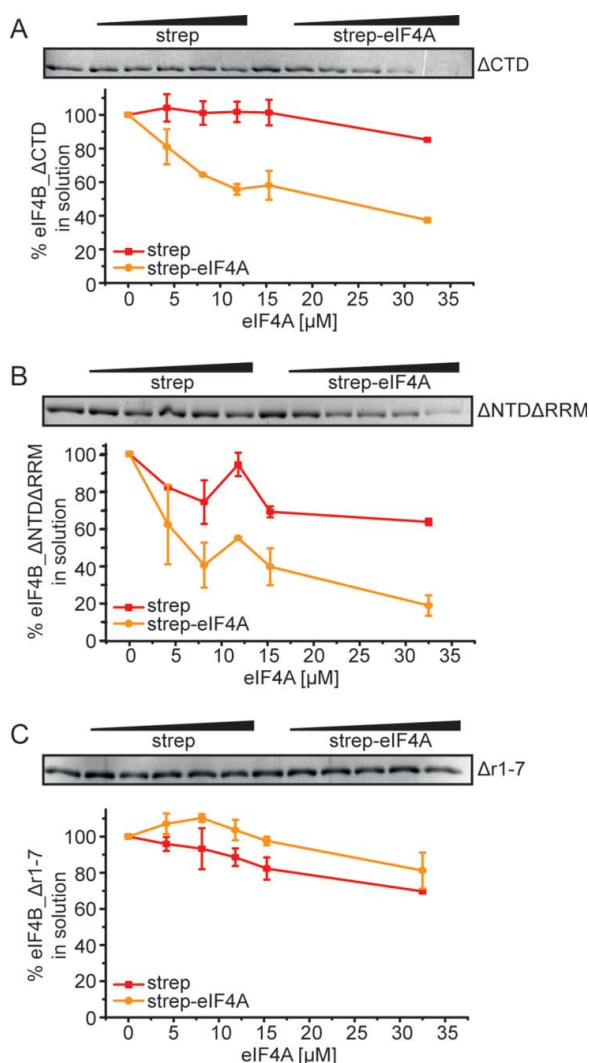 A
strep strep-eIF4A
ΔCTD
% eIF4B_ΔCTD
in solution
100
80
60
40
20
0
strep
strep-eIF4A
0 5 10 15 20 25 30 35
eIF4A [µM]
B
strep strep-eIF4A
ΔNTDΔRRM
% eIF4B_ΔNTDΔRRM
in solution
100
80
60
40
20
0
strep
strep-eIF4A
0 5 10 15 20 25 30 35
eIF4A [µM]
C
strep strep-eIF4A
Δr1-7
% eIF4B_Δr1-7
in solution
100
80
60
40
20
0
strep
strep-eIF4A
0 5 10 15 20 25 30 35
eIF4A [µM]